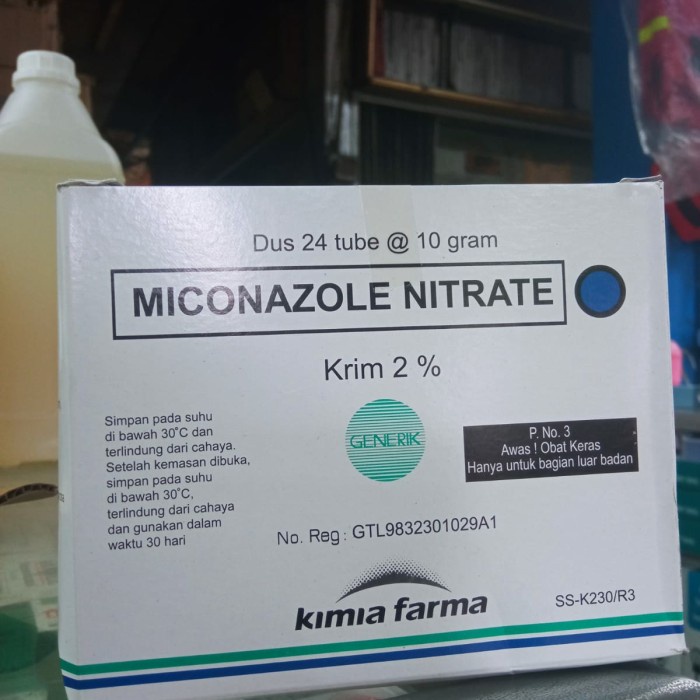 Dus 24 tube @ 10 gram
MICONAZOLE NITRATE
Krim 2 %
Simpan pada suhu
di bawah 30°C dan
terlindung dari cahaya.
Setelah kemasan dibuka,
simpan pada suhu
di bawah 30°C,
terlindung dari cahaya
dan gunakan dalam
waktu 30 hari
GENERIK
P. No. 3
Awas ! Obat Keras
Hanya untuk bagian luar badan
No. Reg : GTL9832301029A1
kimia farma
SS-K230/R3